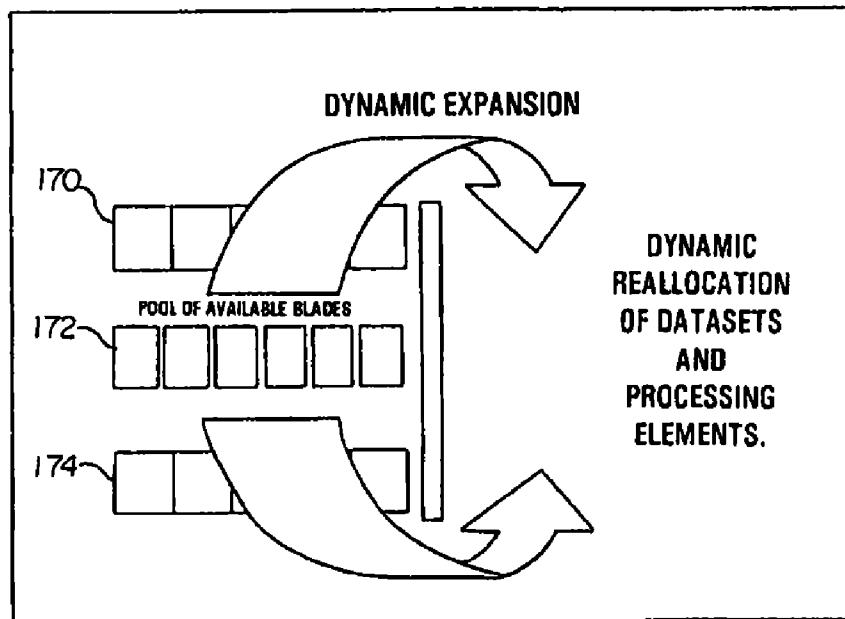 DYNAMIC EXPANSION
170
POOL OF AVAILABLE BLADES
172
174
DYNAMIC
REALLOCATION
OF DATASETS
AND
PROCESSING
ELEMENTS.